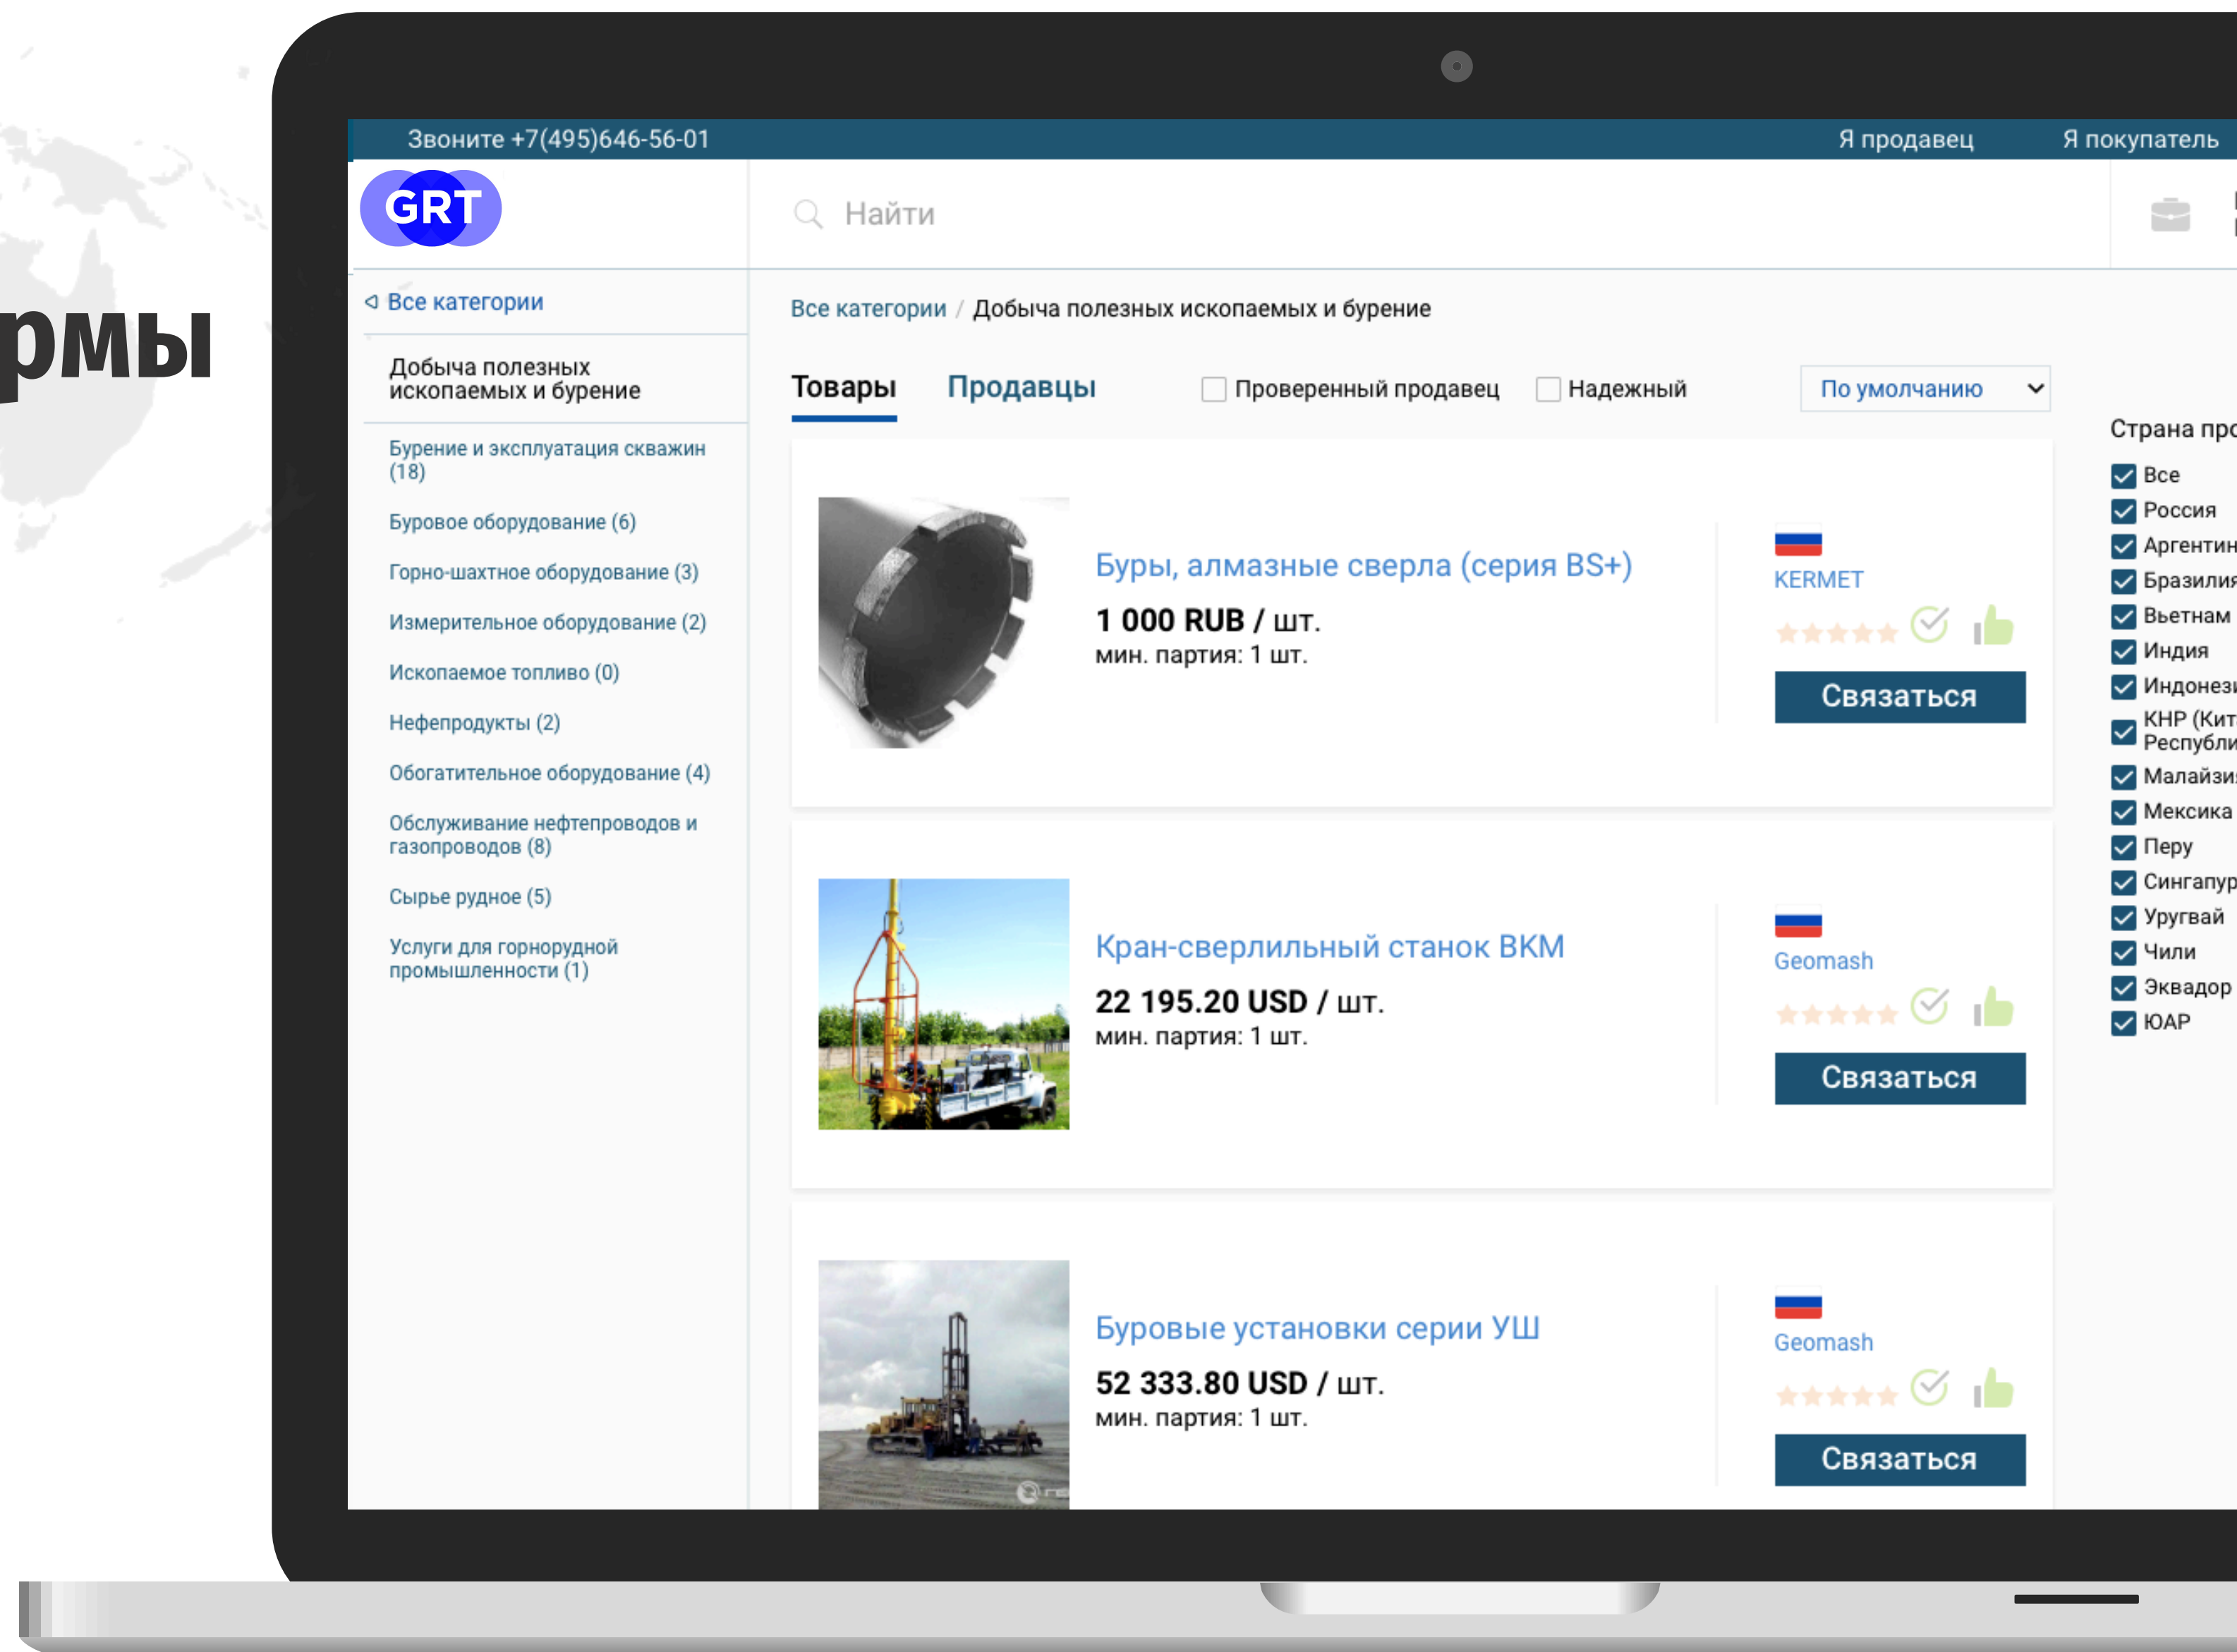 Звоните +7(495)646-56-01
Я продавец
Я покупатель
GRT
Найти
рмы
Все категории
Добыча полезных
ископаемых и бурение
Бурение и эксплуатация скважин
(18)
Буровое оборудование (6)
Горно-шахтное оборудование (3)
Измерительное оборудование (2)
Ископаемое топливо (0)
Нефепродукты (2)
Обогатительное оборудование (4)
Обслуживание нефтепроводов и
газопроводов (8)
Сырье рудное (5)
Услуги для горнорудной
промышленности (1)
Все категории / Добыча полезных ископаемых и бурение
Товары
Продавцы
Проверенный продавец
Надежный
По умолчанию
Буры, алмазные сверла (серия BS+)
1 000 RUB / шт.
мин. партия: 1 шт.
KERMET
Связаться
Кран-сверлильный станок BKM
22 195.20 USD / шт.
мин. партия: 1 шт.
Geomash
Связаться
Буровые установки серии УШ
52 333.80 USD / шт.
мин. партия: 1 шт.
Geomash
Связаться
Страна про
Все
Россия
Аргентин
Бразилия
Вьетнам
Индия
Индонези
КНР (Кит
Республи
Малайзия
Мексика
Перу
Сингапур
Уругвай
Чили
Эквадор
ЮАР